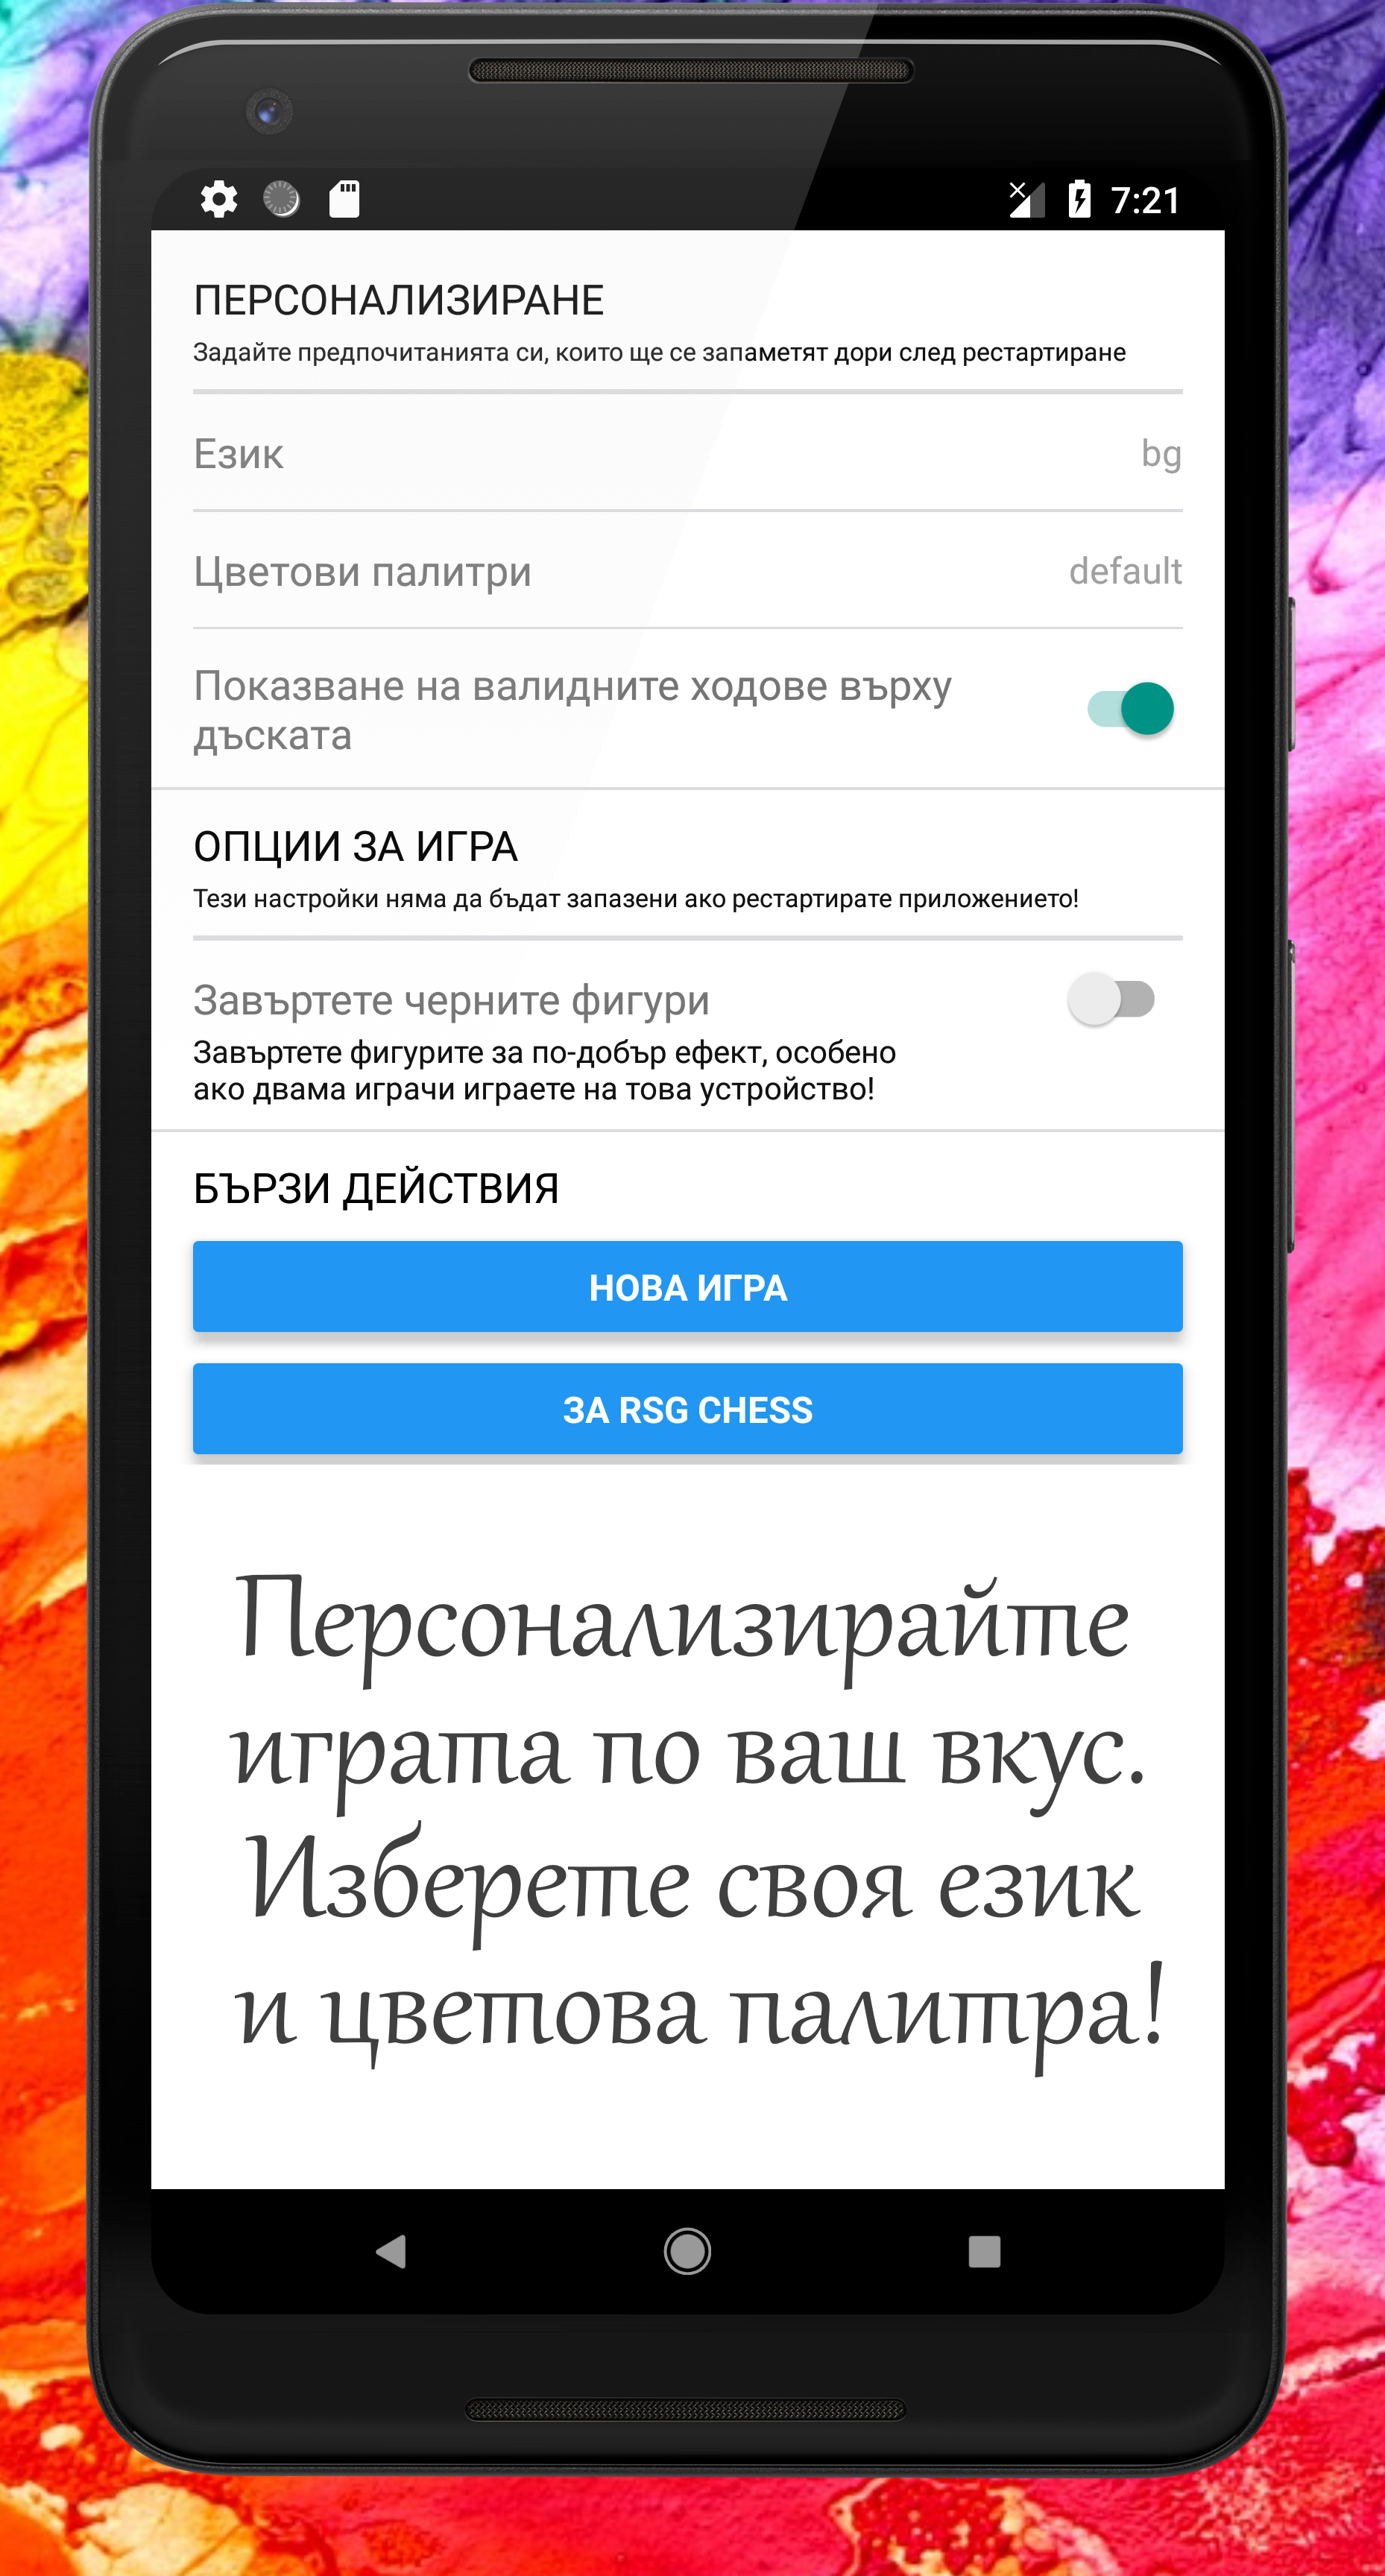 7:21
ПЕРСОНАЛИЗИРАНЕ
Задайте предпочитанията си, които ще се запаметят дори след рестартиране
Език bg
Цветови палитри default
Показване на валидните ходове върху
дъската
ОПЦИИ ЗА ИГРА
Тези настройки няма да бъдат запазени ако рестартирате приложението!
Завъртете черните фигури
Завъртете фигурите за по-добър ефект, особено
ако двама играчи играете на това устройство!
БЪРЗИ ДЕЙСТВИЯ
НОВА ИГРА
ЗА RSG CHESS
Персонализирайте
играта по ваш вкус.
Изберете своя език
и цветова палитра!